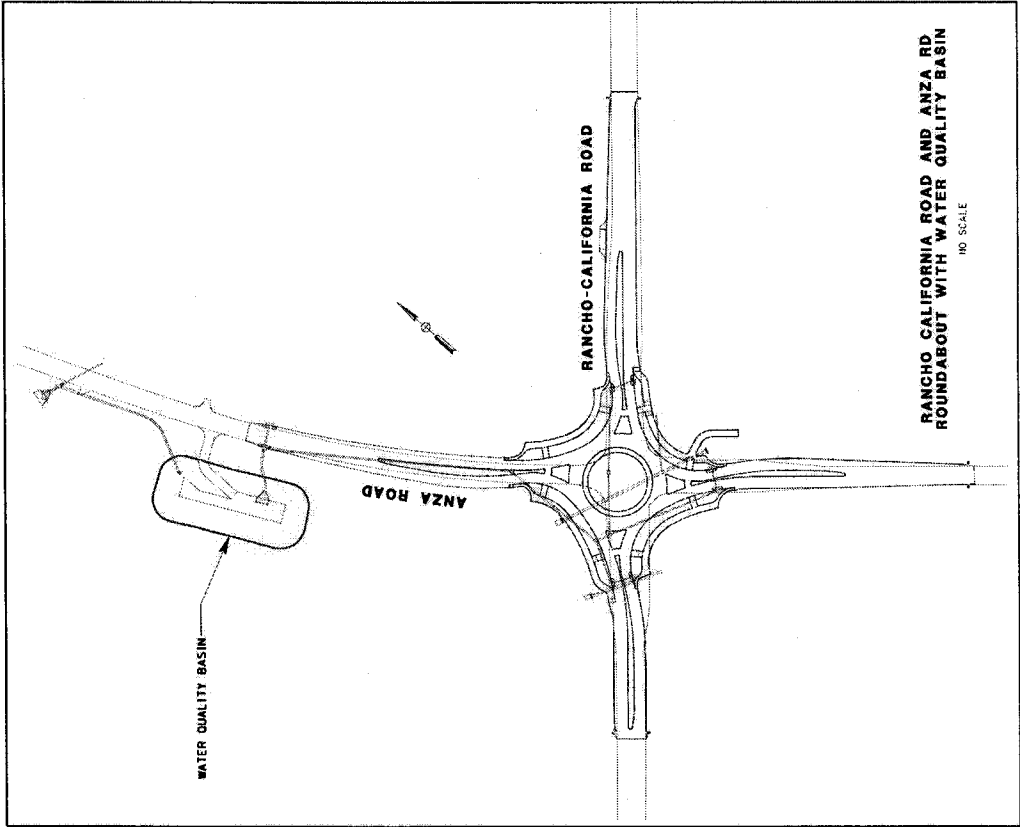 WATER QUALITY BASIN
ANZA ROAD
RANCHO-CALIFORNIA ROAD
RANCHO CALIFORNIA ROAD AND ANZA RD
ROUNDABOUT WITH WATER QUALITY BASIN
NO SCALE